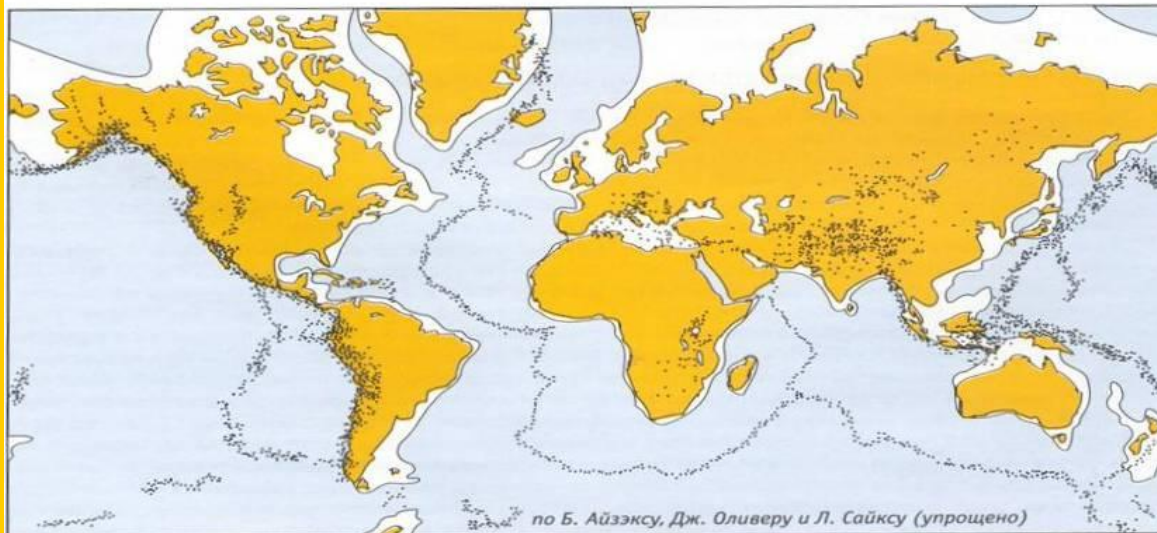 по Б. Айзэксу, Дж. Оливеру и Л. Сайксу (упрощено)